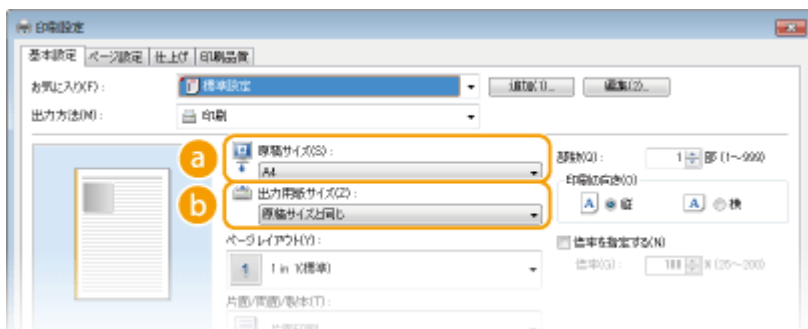 印刷設定
基本設定 ページ設定 仕上げ 印刷品質
お気に入り(F): 標準設定 追加(1)... 編集(2)...
出力方法(M): 印刷
a 原稿サイズ(S):
A4
部数(Q): 1 部 (1~999)
b 出力用紙サイズ(Z):
原稿サイズと同じ
印刷の向き(O)
A 縦 A 横
ページレイアウト(Y):
1 1 in 1(標準)
倍率を指定する(N)
倍率(G): 100 % (25~200)
片面/両面/製本(T):
片面印刷